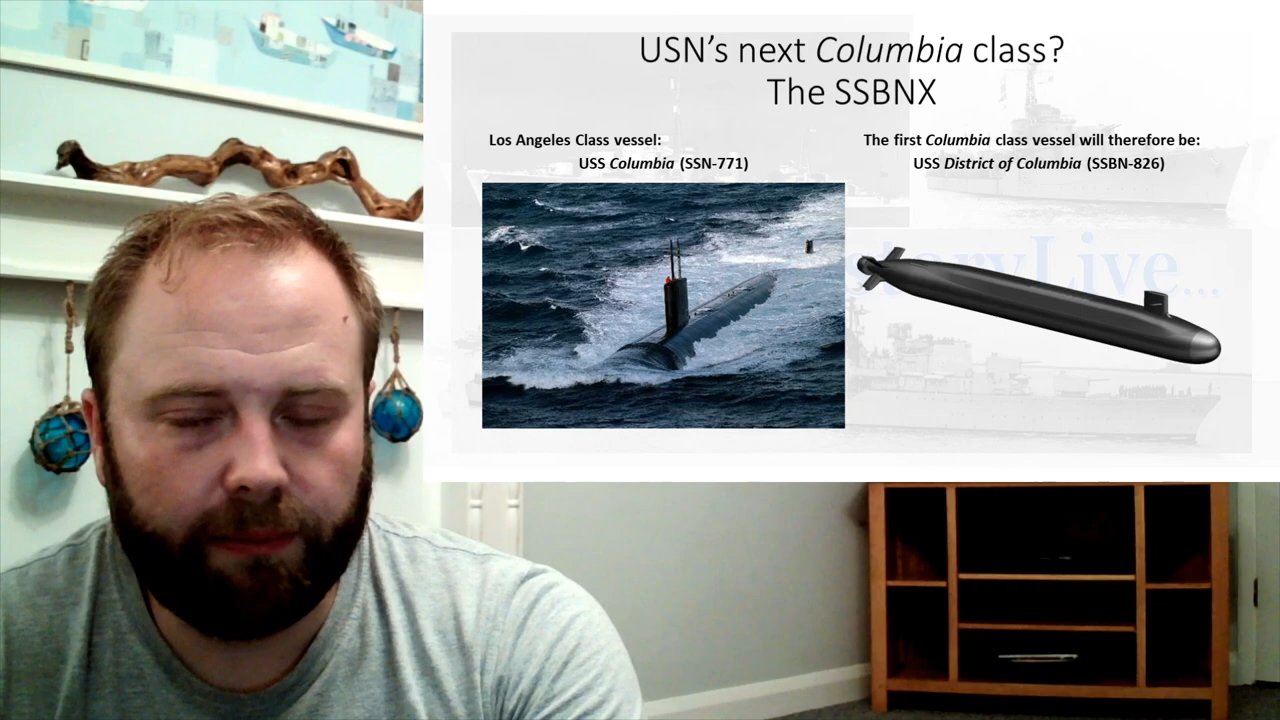 USN's next Columbia class?
The SSBNX
Los Angeles Class vessel:
USS Columbia (SSN-771)
The first Columbia class vessel will therefore be:
USS District of Columbia (SSBN-826)
Live...